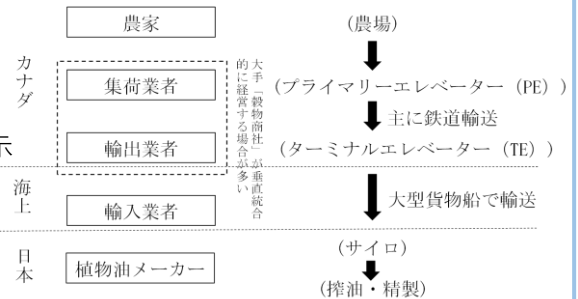 農家
(農場)
カナダ
集荷業者
大手「穀物商社」が垂直統合
的に経営する場合が多い
(プライマリーエレベーター（PE）)
主に鉄道輸送
示
輸出業者
(ターミナルエレベーター（TE）)
海上
輸入業者
大型貨物船で輸送
日本
(サイロ)
植物油メーカー
(搾油・精製)